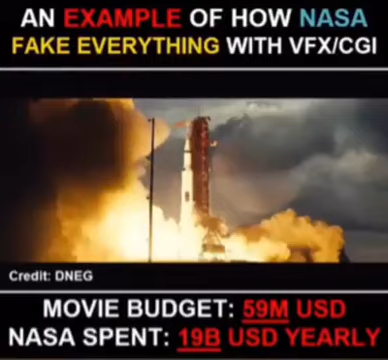 AN EXAMPLE OF HOW NASA
FAKE EVERYTHING WITH VFX/CGI
Credit: DNEG
MOVIE BUDGET: 59M USD
NASA SPENT: 19B USD YEARLY